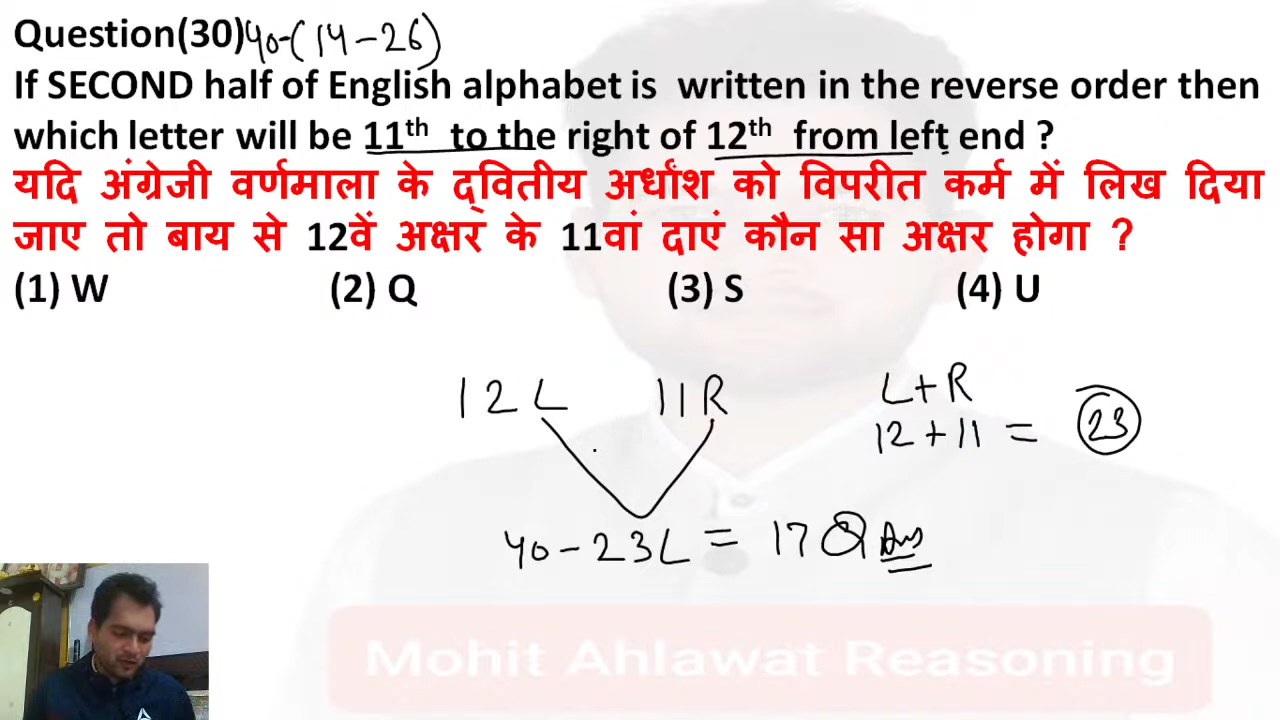 Question(30) 40-(14-26)
If SECOND half of English alphabet is written in the reverse order then
which letter will be 11th to the right of 12th from left end ?
यदि अंग्रेजी वर्णमाला के द्वितीय अर्धांश को विपरीत कर्म में लिख दिया
जाए तो बाय से 12वें अक्षर के 11वां दाएं कौन सा अक्षर होगा ?
(1) W (2) Q (3) S (4) U
12 L 11 R L+R
12+11 = 23
40-23L = 17 Q Ans
Mohit Ahlawat Reasoning